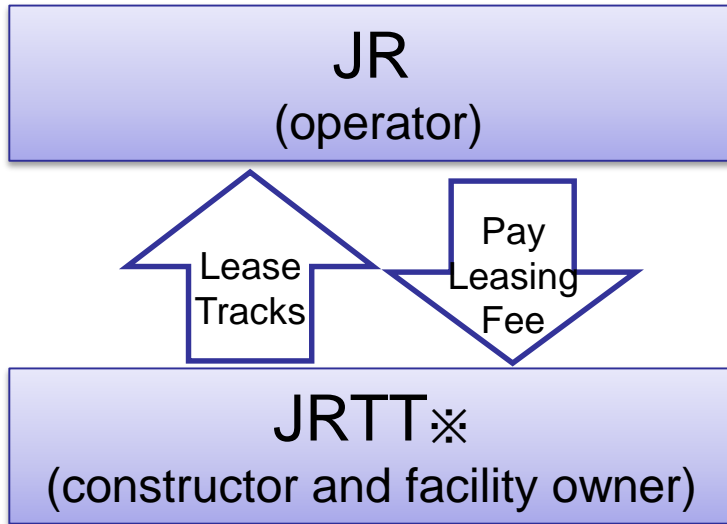 JR
(operator)
Lease
Tracks
Pay
Leasing
Fee
JRTT※
(constructor and facility owner)